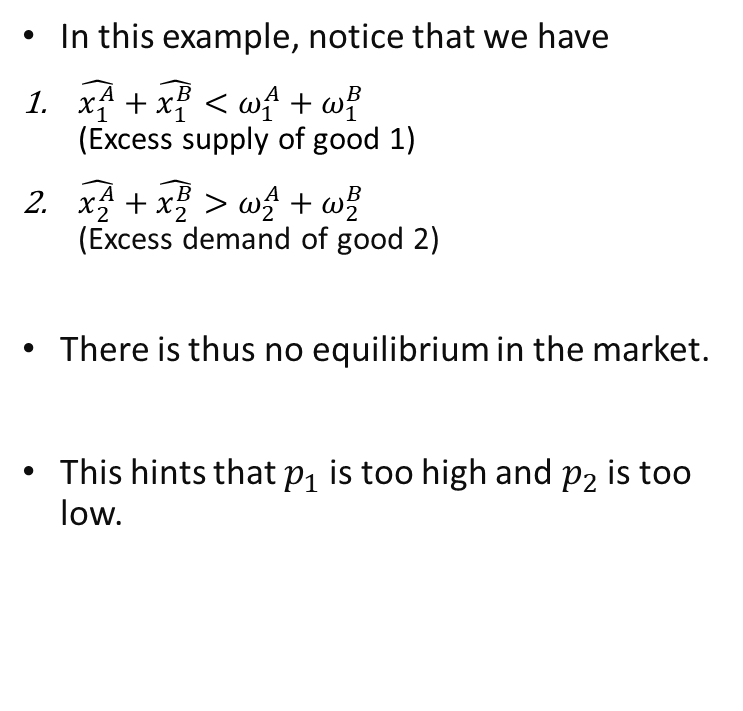 • In this example, notice that we have
1. $\widehat{x_1^A} + \widehat{x_1^B} < \omega_1^A + \omega_1^B$
(Excess supply of good 1)
2. $\widehat{x_2^A} + \widehat{x_2^B} > \omega_2^A + \omega_2^B$
(Excess demand of good 2)
• There is thus no equilibrium in the market.
• This hints that $p_1$ is too high and $p_2$ is too
low.